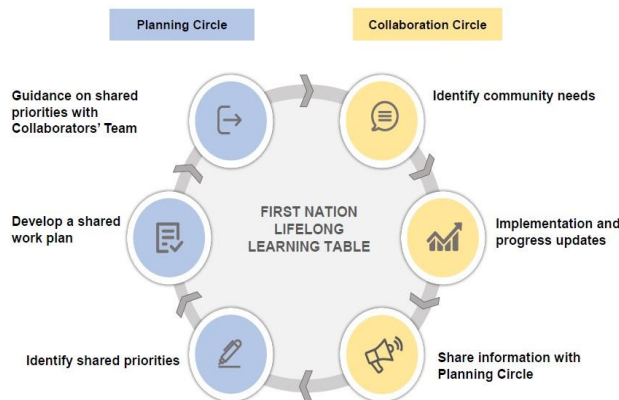 Planning Circle
Collaboration Circle
Guidance on shared
priorities with
Collaborators' Team
Identify community needs
Develop a shared
work plan
FIRST NATION
LIFELONG
LEARNING TABLE
Implementation and
progress updates
Identify shared priorities
Share information with
Planning Circle